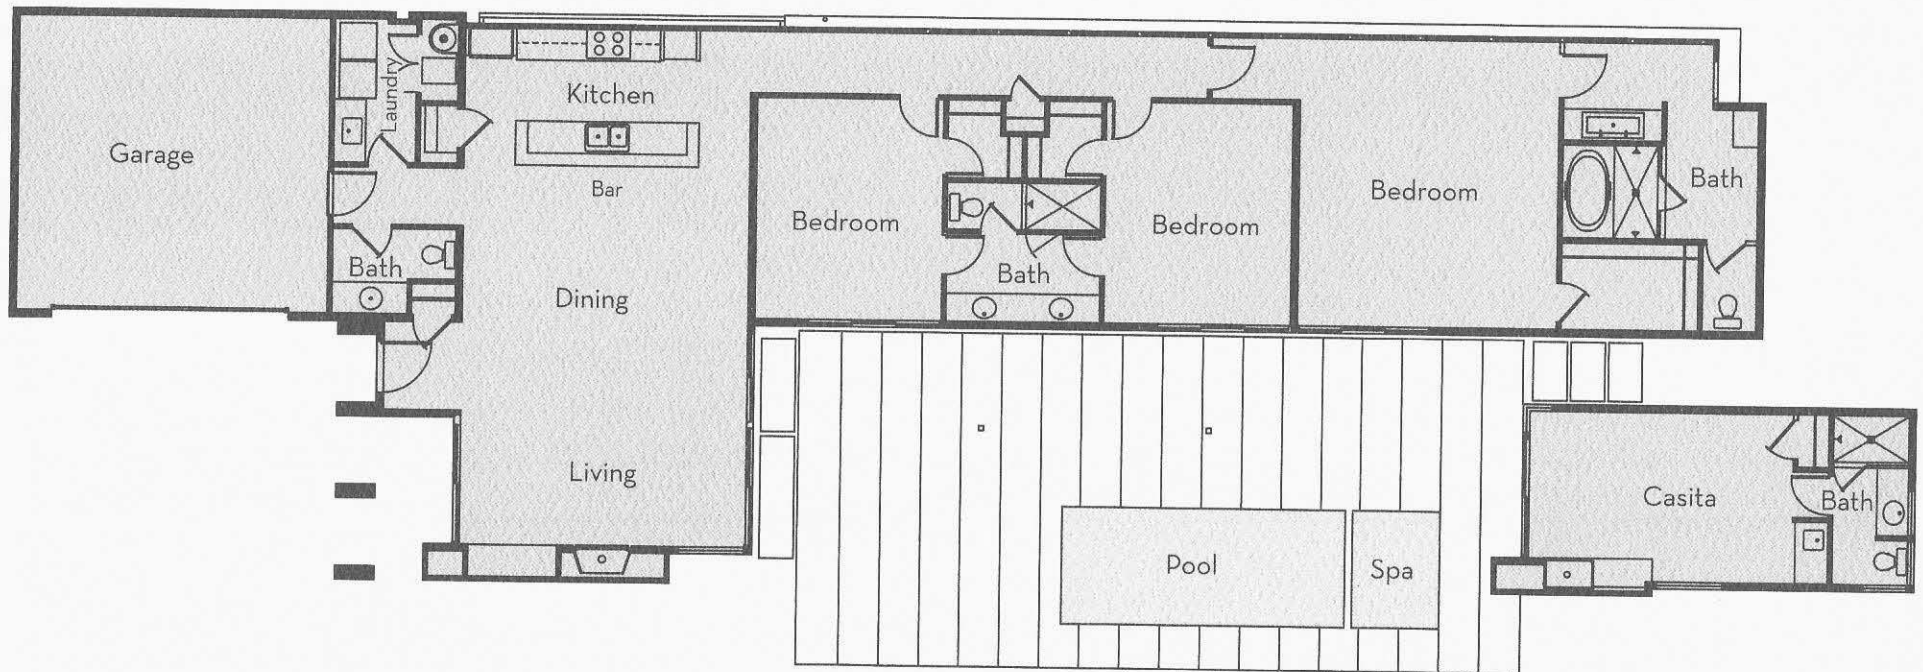 Garage
Laundry
Kitchen
Bar
Bath
Dining
Living
Bedroom
Bath
Bedroom
Bedroom
Bath
Pool
Spa
Casita
Bath